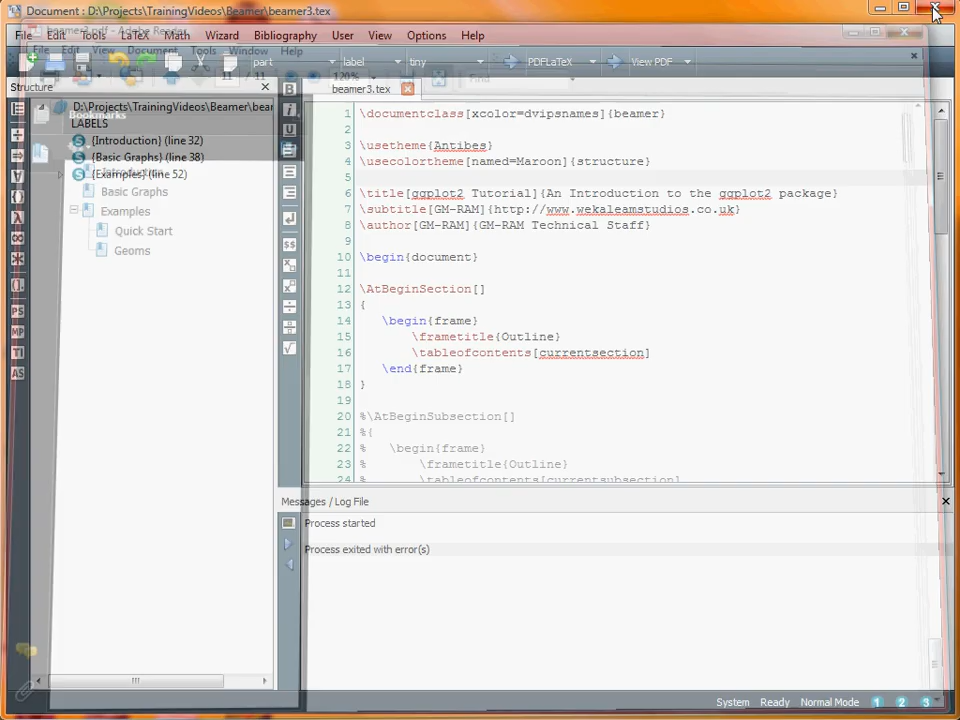 Document : D:\Projects\TrainingVideos\Beamer\beamer3.tex
beamer3.pdf - Adobe Reader
File Edit Tools LaTeX Math Wizard Bibliography User View Options Help
File Edit View Document Tools Window Help
part label tiny PDFLaTeX View PDF
11 / 11 120% Find
Structure
beamer3.tex
D:\Projects\TrainingVideos\Beamer\bear
Bookmarks
LABELS
{Introduction} (line 32)
{Basic Graphs} (line 38)
{Examples} (line 52)
Basic Graphs
Examples
Quick Start
Geoms
1 \documentclass[xcolor=dvipsnames]{beamer}
2
3 \usetheme{Antibes}
4 \usecolortheme[named=Maroon]{structure}
5
6 \title[ggplot2 Tutorial]{An Introduction to the ggplot2 package}
7 \subtitle[GM-RAM]{http://www.wekaleamstudios.co.uk}
8 \author[GM-RAM]{GM-RAM Technical Staff}
9
10 \begin{document}
11
12 \AtBeginSection[]
13 {
14 \begin{frame}
15 \frametitle{Outline}
16 \tableofcontents[currentsection]
17 \end{frame}
18 }
19
20 %\AtBeginSubsection[]
21 %{
22 % \begin{frame}
23 % \frametitle{Outline}
24 % \tableofcontents[currentsubsection]
Messages / Log File
Process started
Process exited with error(s)
System Ready Normal Mode 1 2 3